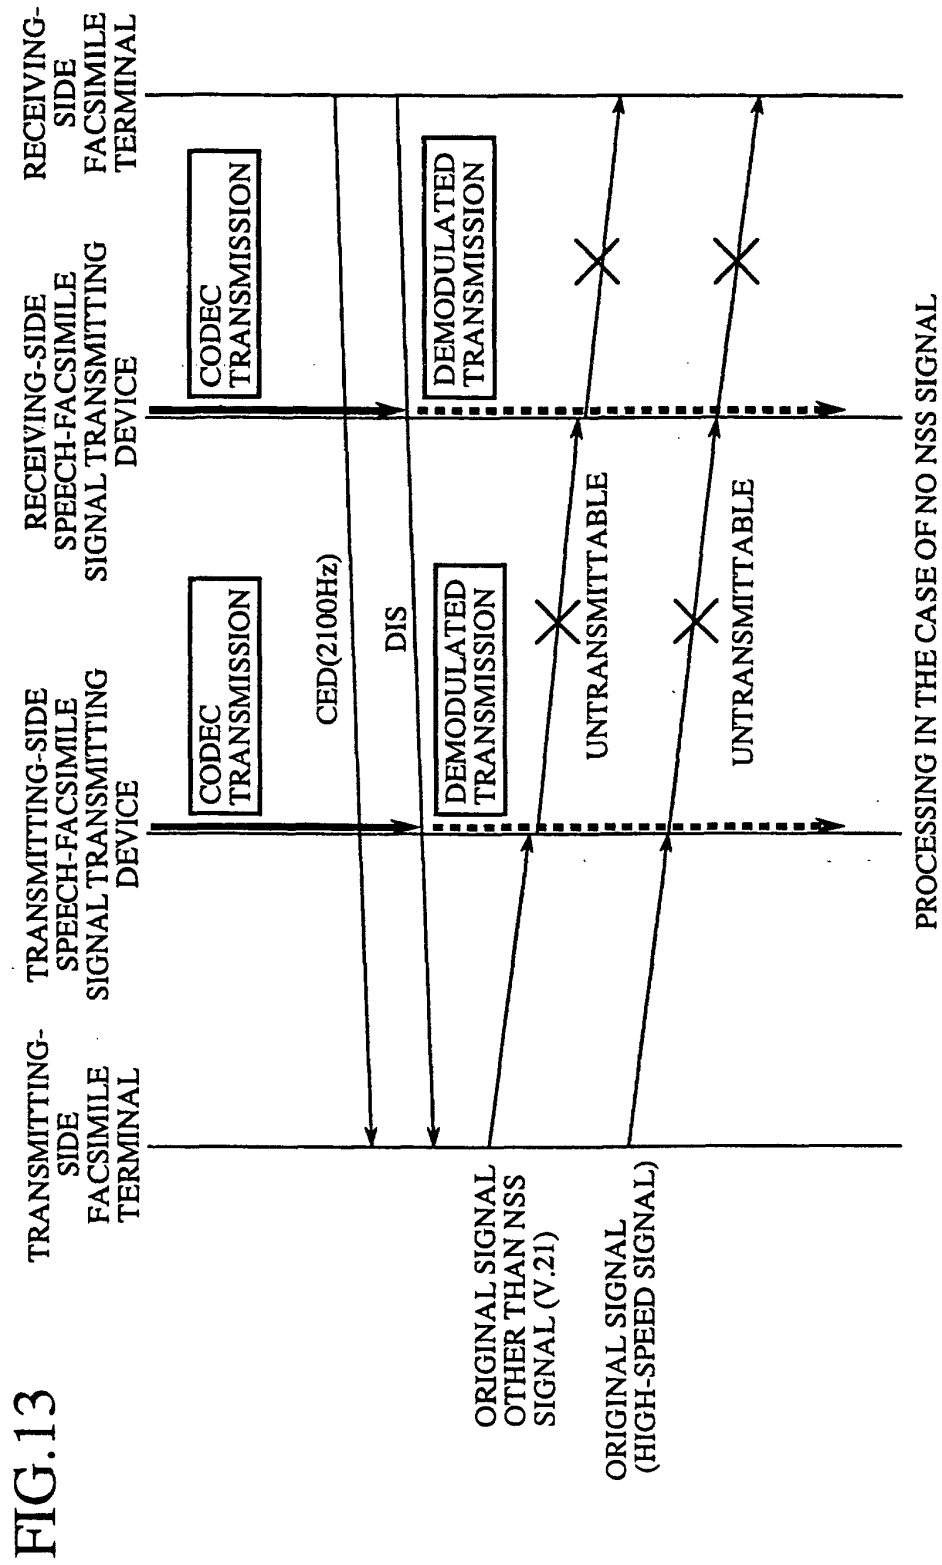 FIG.13
TRANSMITTING-
SIDE
FACSIMILE
TERMINAL
TRANSMITTING-SIDE
SPEECH-FACSIMILE
SIGNAL TRANSMITTING
DEVICE
RECEIVING-SIDE
SPEECH-FACSIMILE
SIGNAL TRANSMITTING
DEVICE
RECEIVING-
SIDE
FACSIMILE
TERMINAL
CODEC
TRANSMISSION
CODEC
TRANSMISSION
CED(2100Hz)
DIS
DEMODULATED
TRANSMISSION
DEMODULATED
TRANSMISSION
ORIGINAL SIGNAL
OTHER THAN NSS
SIGNAL (V.21)
UNTRANSMITTABLE
ORIGINAL SIGNAL
(HIGH-SPEED SIGNAL)
UNTRANSMITTABLE
PROCESSING IN THE CASE OF NO NSS SIGNAL